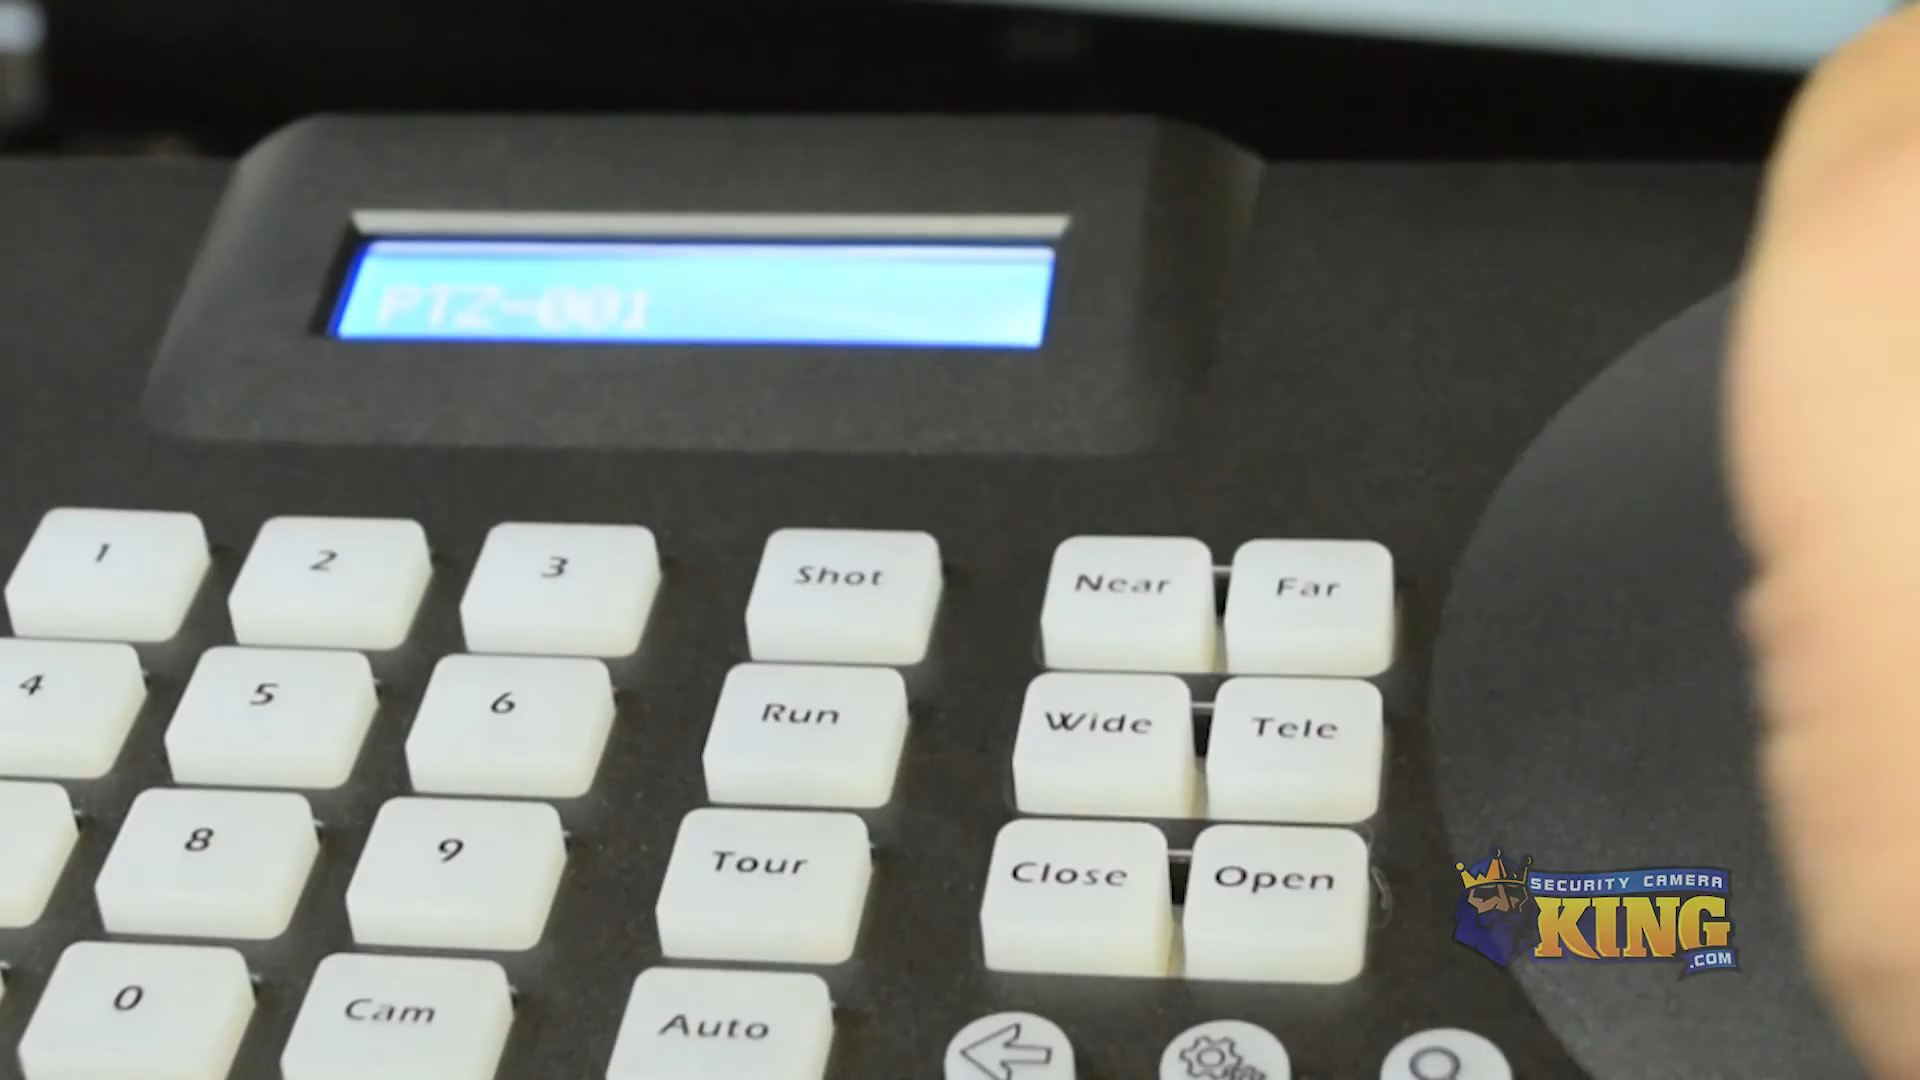 PTZ-001
1 2 3 Shot Near Far
4 5 6 Run Wide Tele
8 9 Tour Close Open
0 Cam Auto
SECURITY CAMERA
KING
.COM